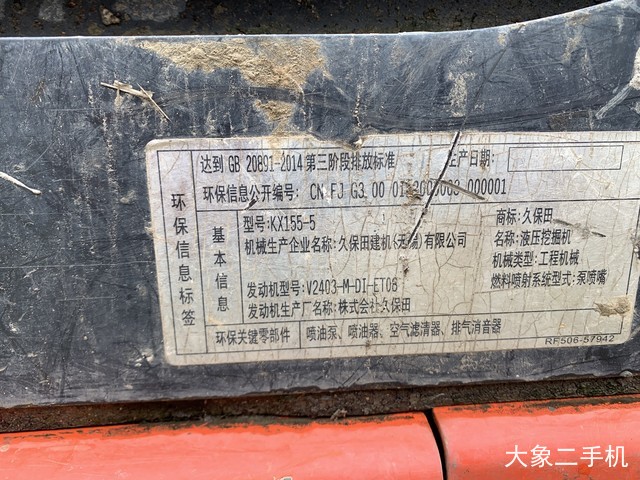 环保信息标签
达到 GB 20891-2014 第三阶段排放标准 生产日期:
环保信息公开编号: CN FJ G3 00 000001
基本信息
型号: KX155-5 商标: 久保田
机械生产企业名称: 久保田建机(无锡)有限公司 名称: 液压挖掘机
机械类型: 工程机械
发动机型号: V2403-M-DI-ET08 燃料喷射系统型式: 泵喷嘴
发动机生产厂名称: 株式会社久保田
环保关键零部件 喷油泵、喷油器、空气滤清器、排气消音器
RF506-57942
大象二手机